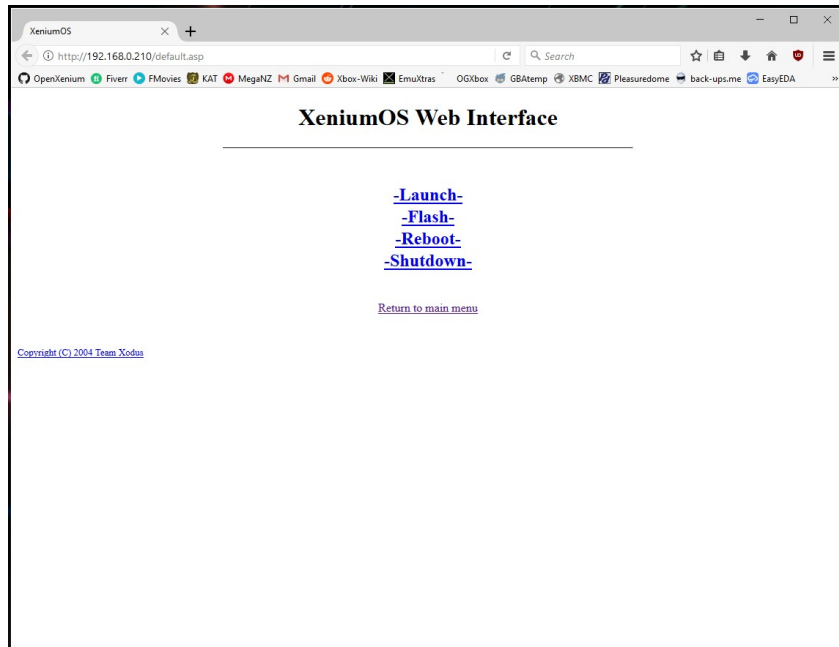 XeniumOS
http://192.168.0.210/default.asp
Search
OpenXenium Fiverr FMovies KAT MegaNZ Gmail Xbox-Wiki EmuXtras OGXbox GBAtemp XBMC Pleasuredome back-ups.me EasyEDA »
XeniumOS Web Interface
-Launch-
-Flash-
-Reboot-
-Shutdown-
Return to main menu
Copyright (C) 2004 Team Xodus